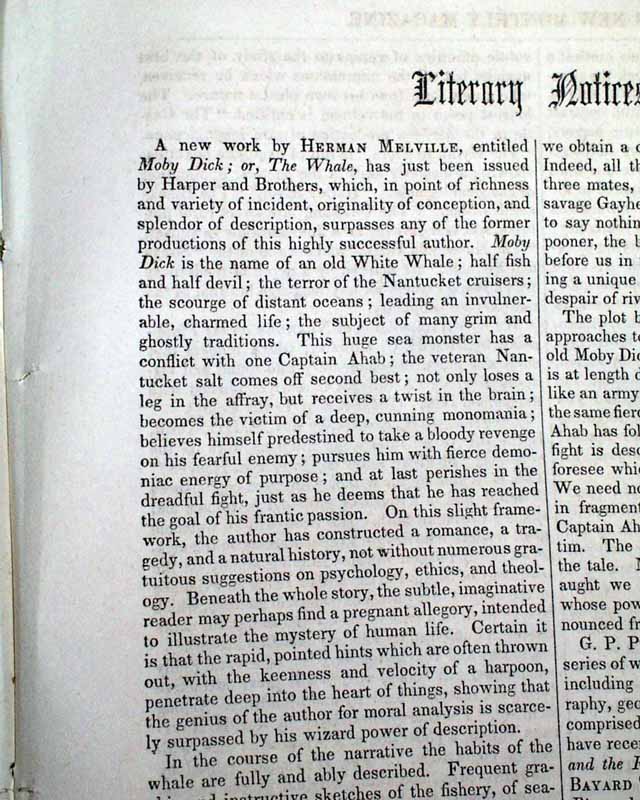 Literary Notices
A new work by HERMAN MELVILLE, entitled
Moby Dick; or, The Whale, has just been issued
by Harper and Brothers, which, in point of richness
and variety of incident, originality of conception, and
splendor of description, surpasses any of the former
productions of this highly successful author. Moby
Dick is the name of an old White Whale; half fish
and half devil; the terror of the Nantucket cruisers;
the scourge of distant oceans; leading an invulner-
able, charmed life; the subject of many grim and
ghostly traditions. This huge sea monster has a
conflict with one Captain Ahab; the veteran Nan-
tucket salt comes off second best; not only loses a
leg in the affray, but receives a twist in the brain;
becomes the victim of a deep, cunning monomania;
believes himself predestined to take a bloody revenge
on his fearful enemy; pursues him with fierce demo-
niac energy of purpose; and at last perishes in the
dreadful fight, just as he deems that he has reached
the goal of his frantic passion. On this slight frame-
work, the author has constructed a romance, a tra-
gedy, and a natural history, not without numerous gra-
tuitous suggestions on psychology, ethics, and theol-
ogy. Beneath the whole story, the subtle, imaginative
reader may perhaps find a pregnant allegory, intended
to illustrate the mystery of human life. Certain it
is that the rapid, pointed hints which are often thrown
out, with the keenness and velocity of a harpoon,
penetrate deep into the heart of things, showing that
the genius of the author for moral analysis is scarce-
ly surpassed by his wizard power of description.
In the course of the narrative the habits of the
whale are fully and ably described. Frequent gra-
and instructive sketches of the fishery, of sea-
we obtain a
Indeed, all
three mates,
savage Gayhe
to say nothin
pooner, the
before us in
ing a unique
despair of riv
The plot
approaches t
old Moby Dic
is at length
like an army
the same fierc
Ahab has fol
fight is desc
foresee whic
We need no
in fragment
Captain Ah
tim. The
the tale.
aught we
whose pow
nounced fr
G. P. P
series of w
including
raphy, geo
comprised
have rece
and the
BAYARD